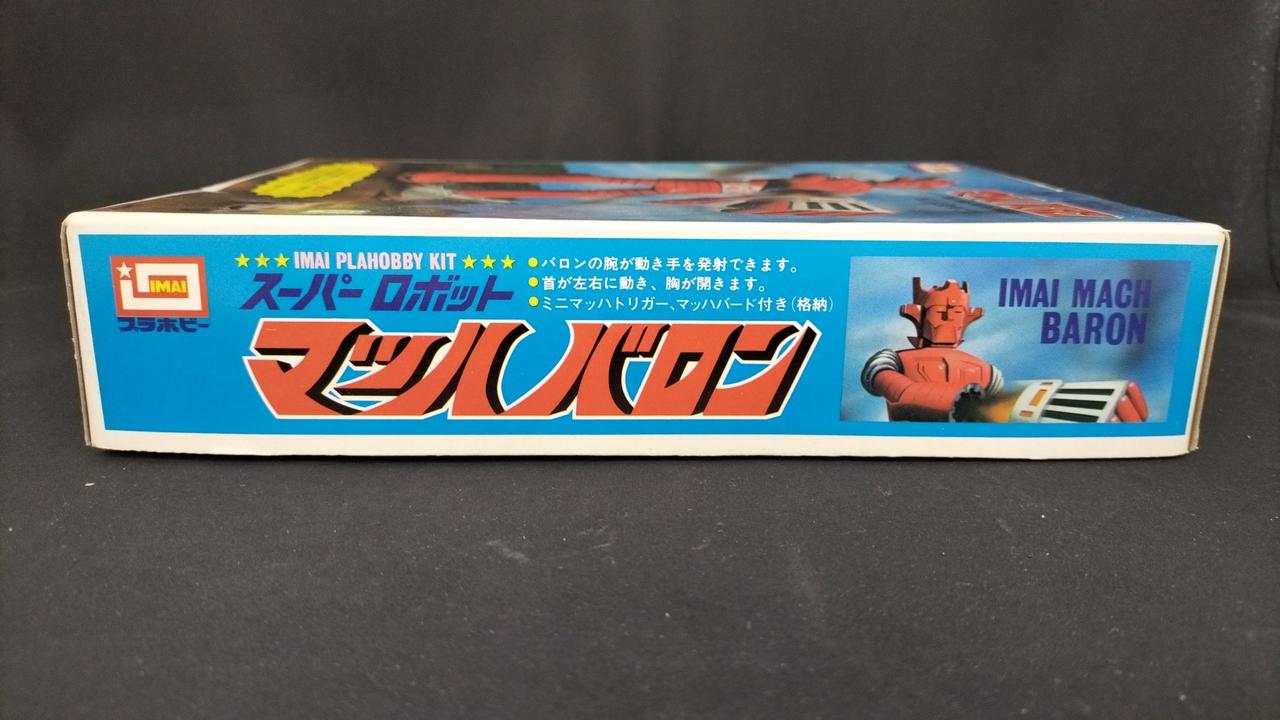 IMAI
プラホビー
★★★IMAI PLAHOBBY KIT★★★
スーパーロボット
マッハバロン
●バロンの腕が動き手を発射できます。
●首が左右に動き、胸が開きます。
●ミニマッハトリガー、マッハバード付き(格納)
IMAI MACH
BARON